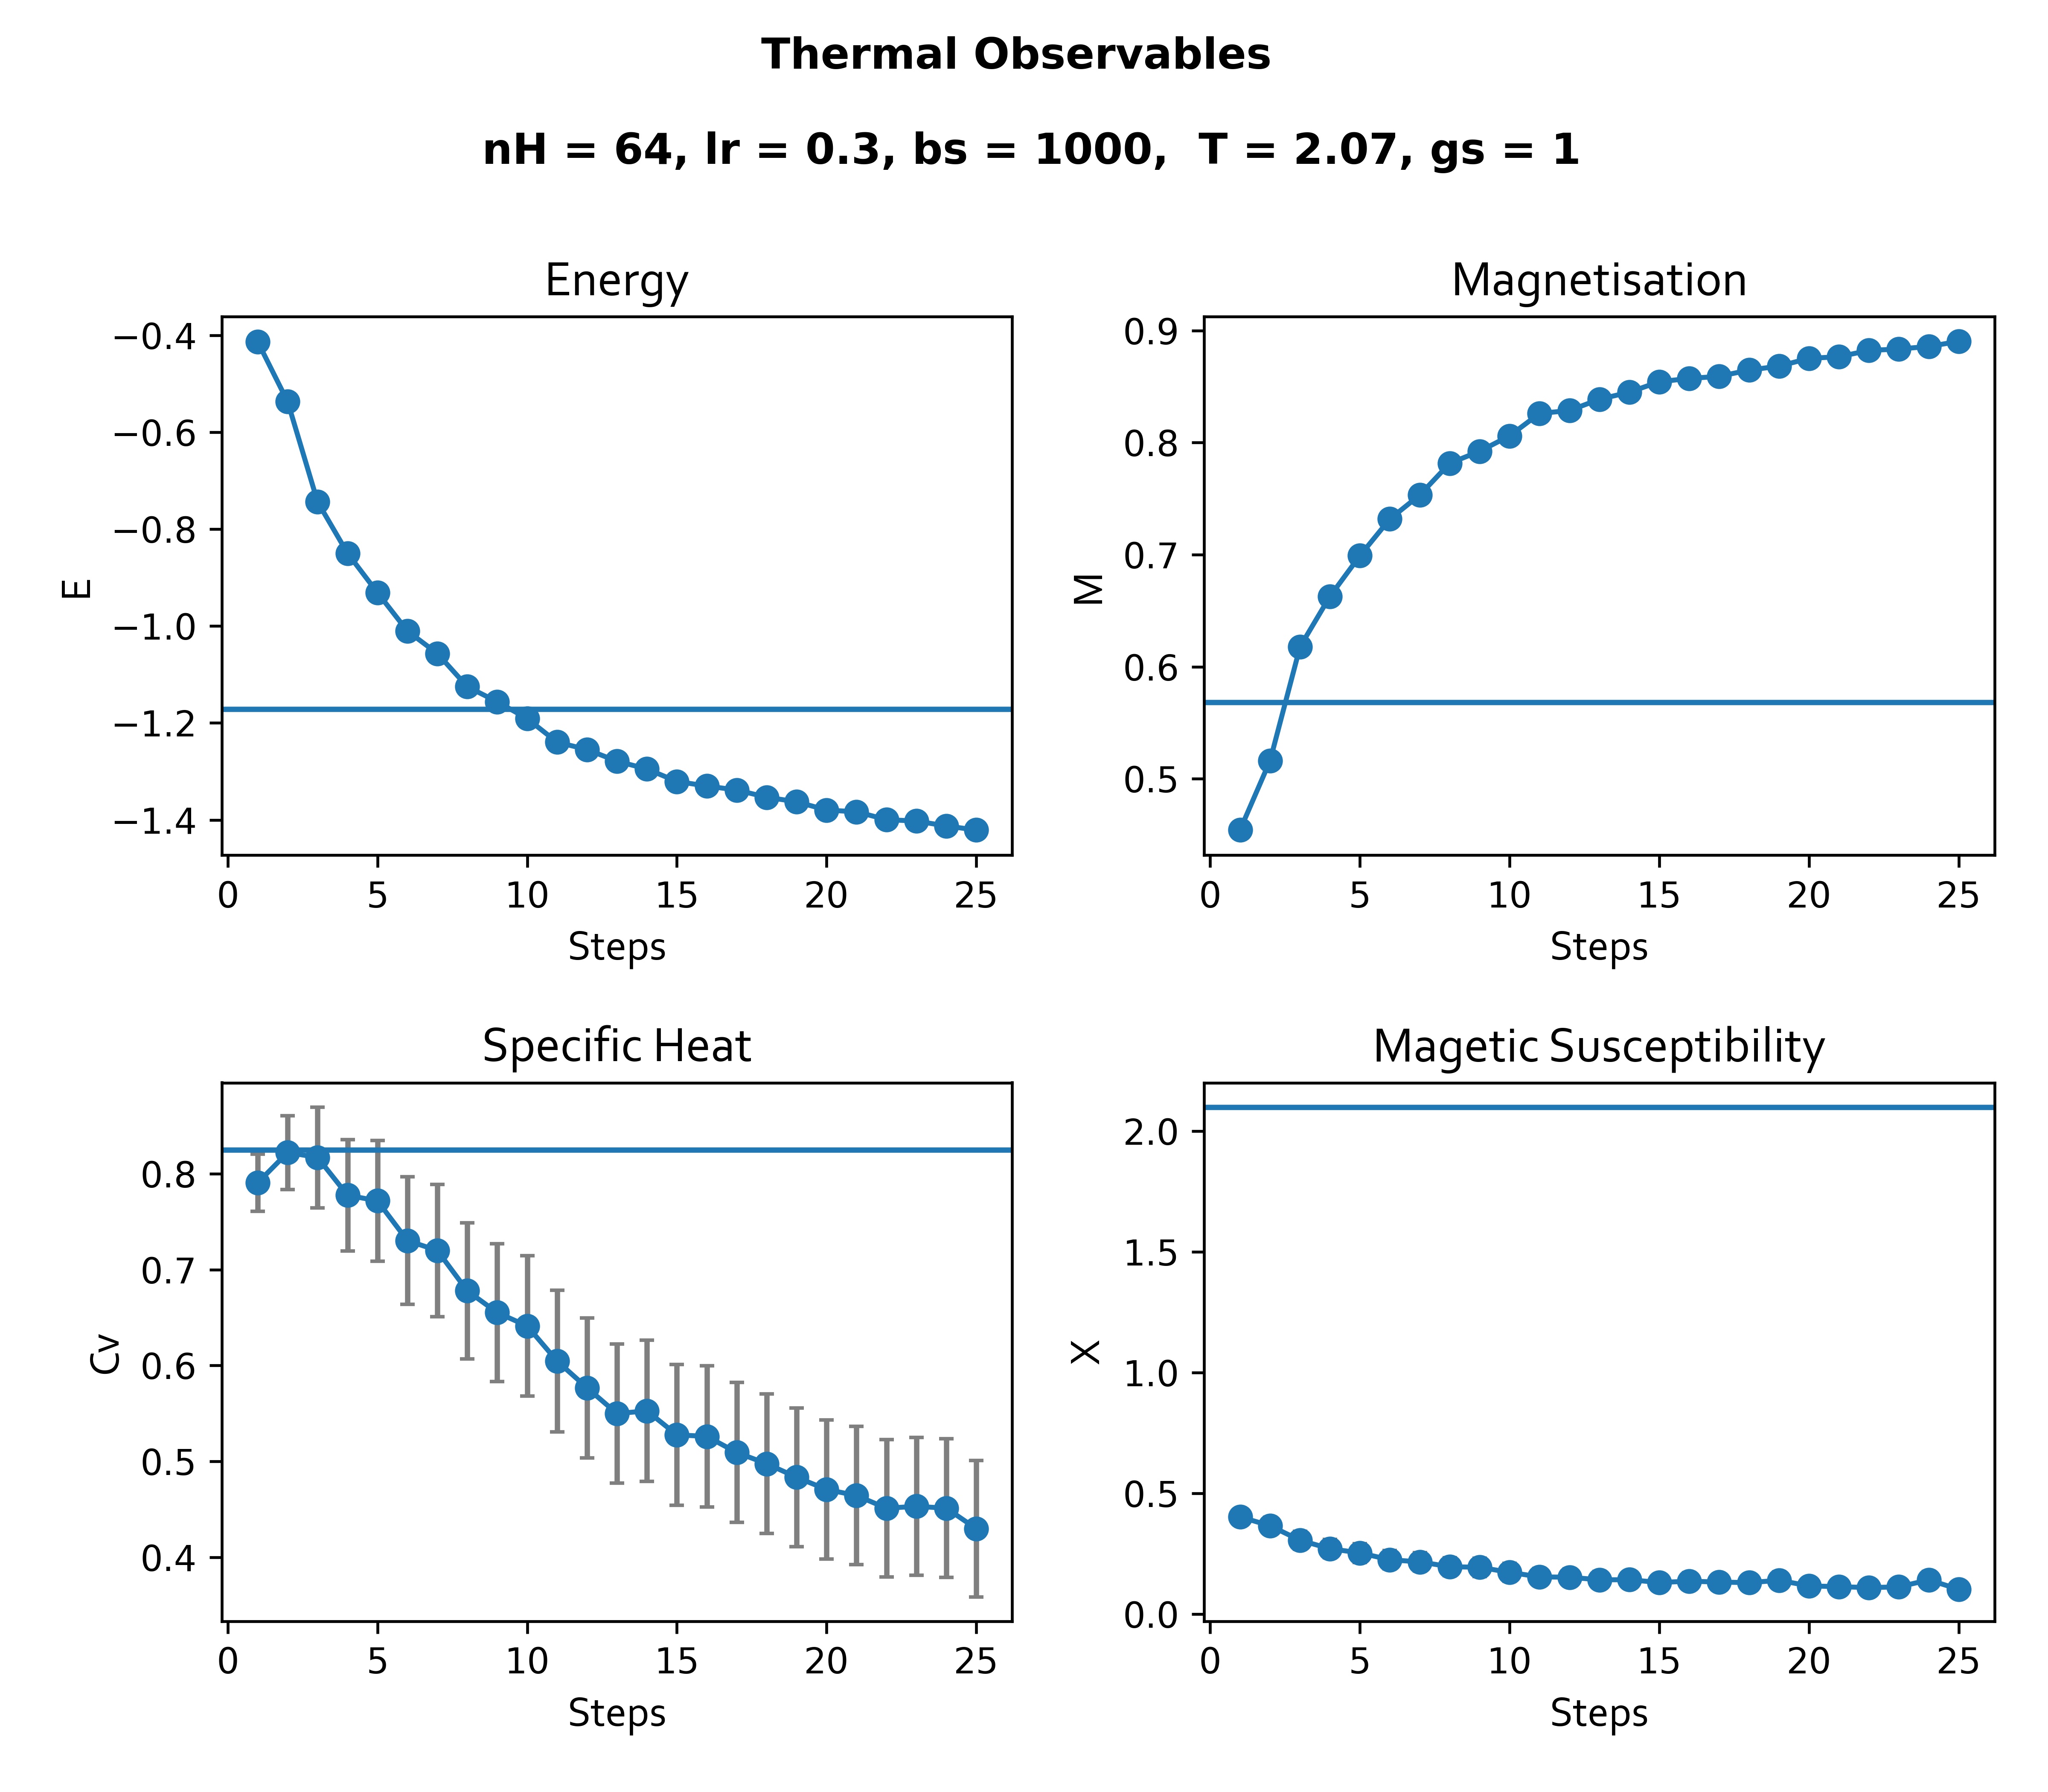 Thermal Observables
nH = 64, lr = 0.3, bs = 1000,  T = 2.07, gs = 1
Energy
−0.4
−0.6
−0.8
−1.0
−1.2
−1.4
E
0 5 10 15 20 25
Steps
Magnetisation
0.9
0.8
0.7
0.6
0.5
M
0 5 10 15 20 25
Steps
Specific Heat
0.8
0.7
0.6
0.5
0.4
Cv
0 5 10 15 20 25
Steps
Magetic Susceptibility
2.0
1.5
1.0
0.5
0.0
X
0 5 10 15 20 25
Steps